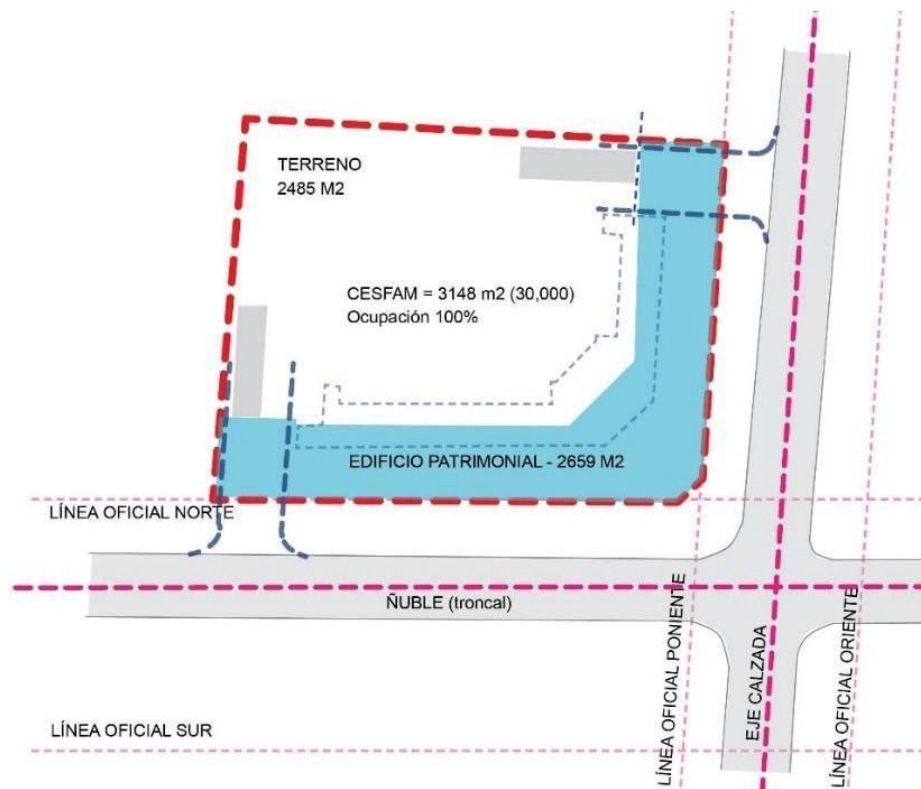 TERRENO
2485 M2
CESFAM = 3148 m2 (30,000)
Ocupación 100%
EDIFICIO PATRIMONIAL - 2659 M2
LÍNEA OFICIAL NORTE
ÑUBLE (troncal)
LÍNEA OFICIAL PONIENTE
EJE CALZADA
LÍNEA OFICIAL ORIENTE
LÍNEA OFICIAL SUR